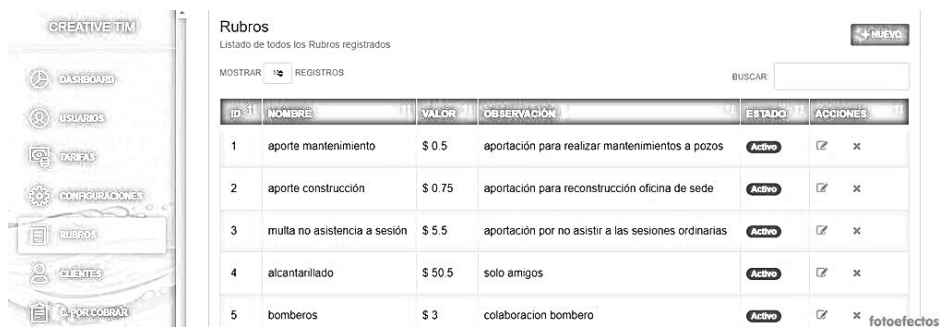 CREATIVE TIM
DASHBOARD
USUARIOS
TARIFAS
CONFIGURACIONES
RUBROS
CLIENTES
C. POR COBRAR
Rubros
Listado de todos los Rubros registrados
+ NUEVO
MOSTRAR 10 REGISTROS
BUSCAR:
ID NOMBRE VALOR OBSERVACIÓN ESTADO ACCIONES
1 aporte mantenimiento $ 0.5 aportación para realizar mantenimientos a pozos Activo
2 aporte construcción $ 0.75 aportación para reconstrucción oficina de sede Activo
3 multa no asistencia a sesión $ 5.5 aportación por no asistir a las sesiones ordinarias Activo
4 alcantarillado $ 50.5 solo amigos Activo
5 bomberos $ 3 colaboracion bombero Activo
fotoefectos